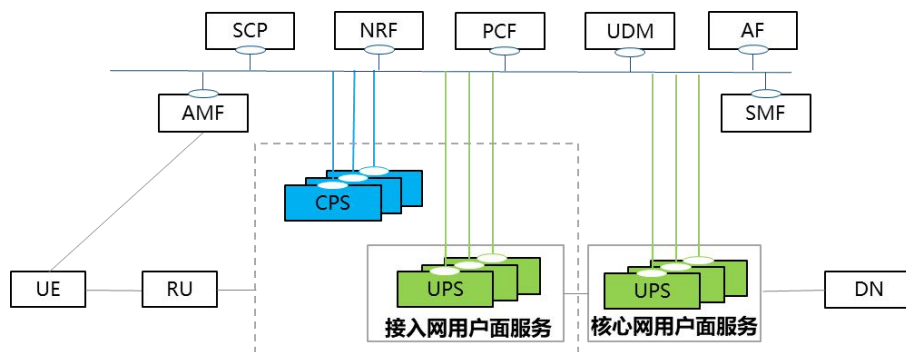 SCP
NRF
PCF
UDM
AF
AMF
SMF
CPS
UE
RU
UPS
UPS
DN
接入网用户面服务
核心网用户面服务